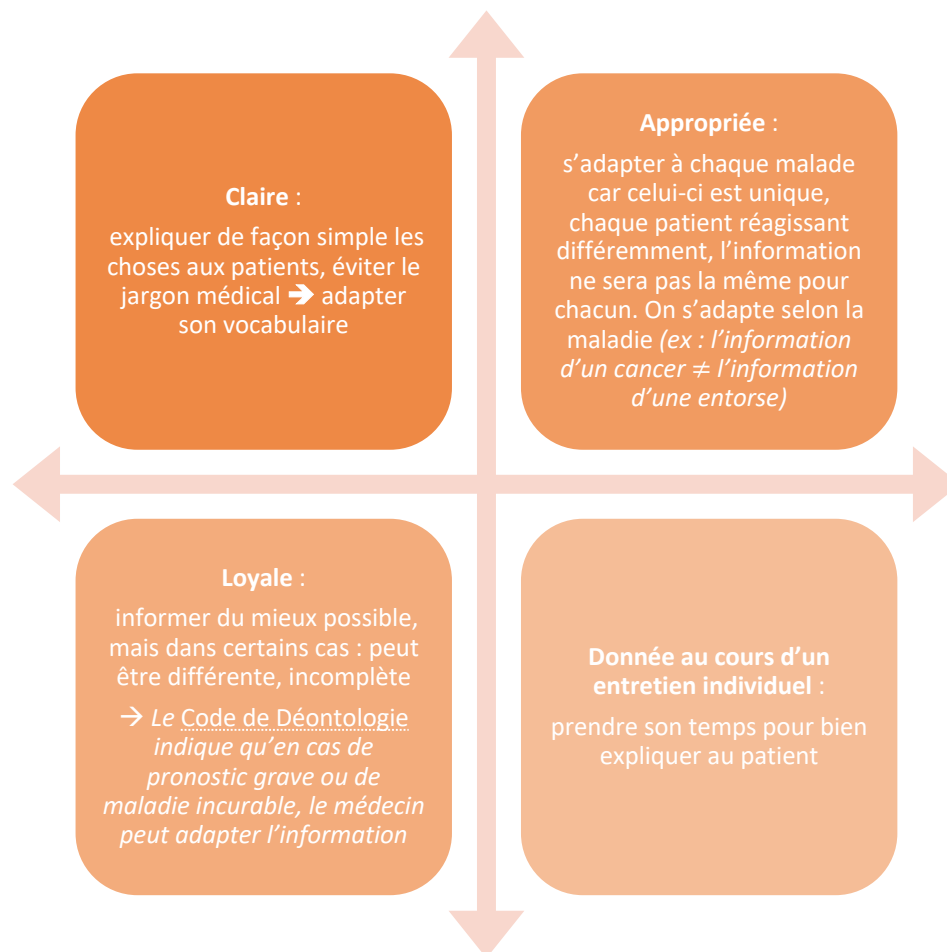 Claire :
expliquer de façon simple les
choses aux patients, éviter le
jargon médical ➔ adapter
son vocabulaire
Appropriée :
s’adapter à chaque malade
car celui-ci est unique,
chaque patient réagissant
différemment, l’information
ne sera pas la même pour
chacun. On s’adapte selon la
maladie (ex : l’information
d’un cancer ≠ l’information
d’une entorse)
Loyale :
informer du mieux possible,
mais dans certains cas : peut
être différente, incomplète
→ Le Code de Déontologie
indique qu’en cas de
pronostic grave ou de
maladie incurable, le médecin
peut adapter l’information
Donnée au cours d’un
entretien individuel :
prendre son temps pour bien
expliquer au patient